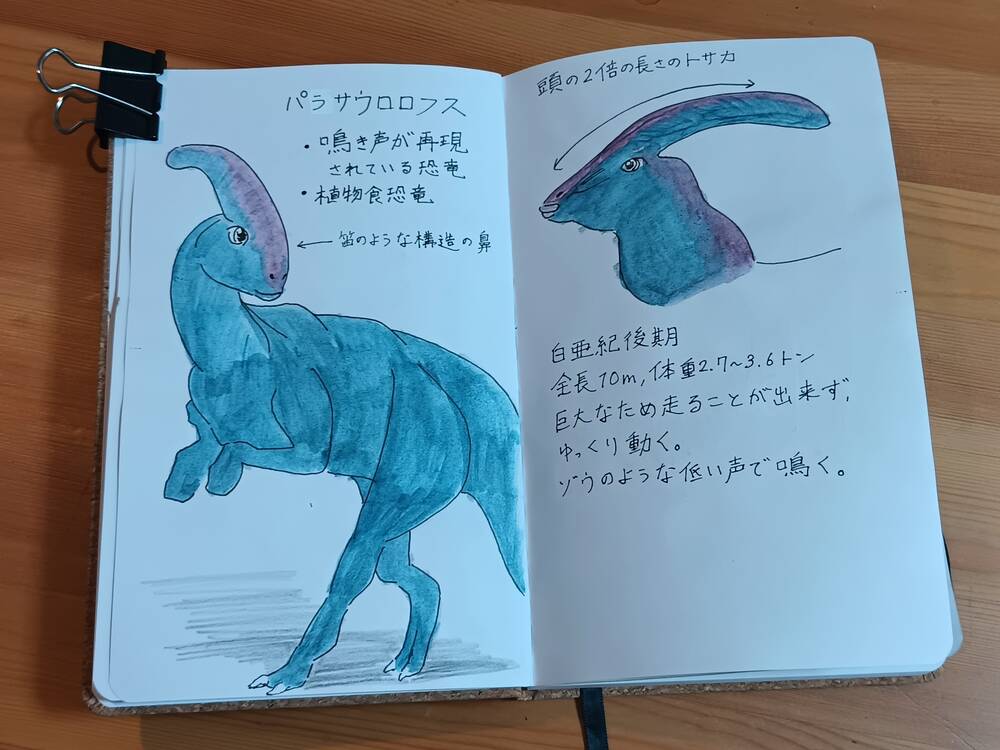 パラサウロロフス
・鳴き声が再現
されている恐竜
・植物食恐竜
笛のような構造の鼻
頭の2倍の長さのトサカ
白亜紀後期
全長10m,体重2.7~3.6トン
巨大なため走ることが出来ず、
ゆっくり動く。
ゾウのような低い声で鳴く。